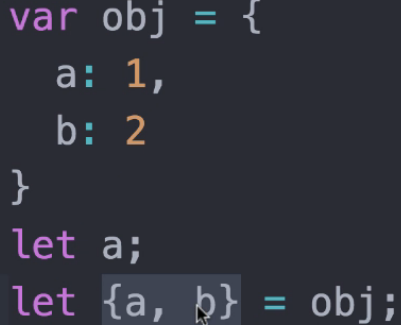 var obj = {
  a: 1,
  b: 2
}
let a;
let {a, b} = obj;